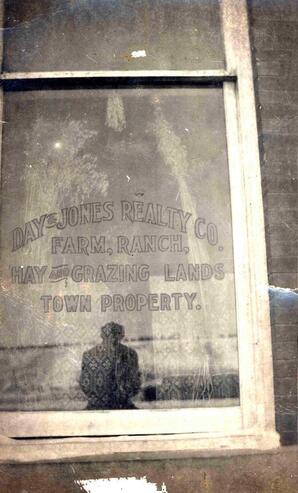 DAY & JONES REALTY CO.
FARM, RANCH,
HAY AND GRAZING LANDS
TOWN PROPERTY.